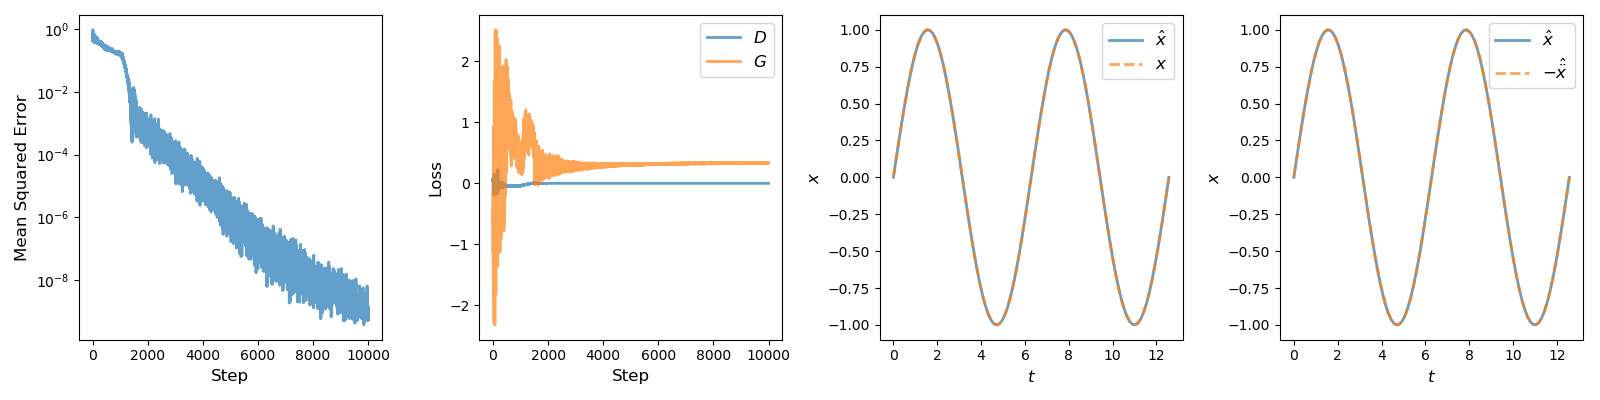 Mean Squared Error
10⁰
10⁻²
10⁻⁴
10⁻⁶
10⁻⁸
0 2000 4000 6000 8000 10000
Step
Loss
2
1
0
−1
−2
D
G
0 2000 4000 6000 8000 10000
Step
x
1.00
0.75
0.50
0.25
0.00
−0.25
−0.50
−0.75
−1.00
x̂
x
0 2 4 6 8 10 12
t
x
1.00
0.75
0.50
0.25
0.00
−0.25
−0.50
−0.75
−1.00
x̂
−x̂̈
0 2 4 6 8 10 12
t